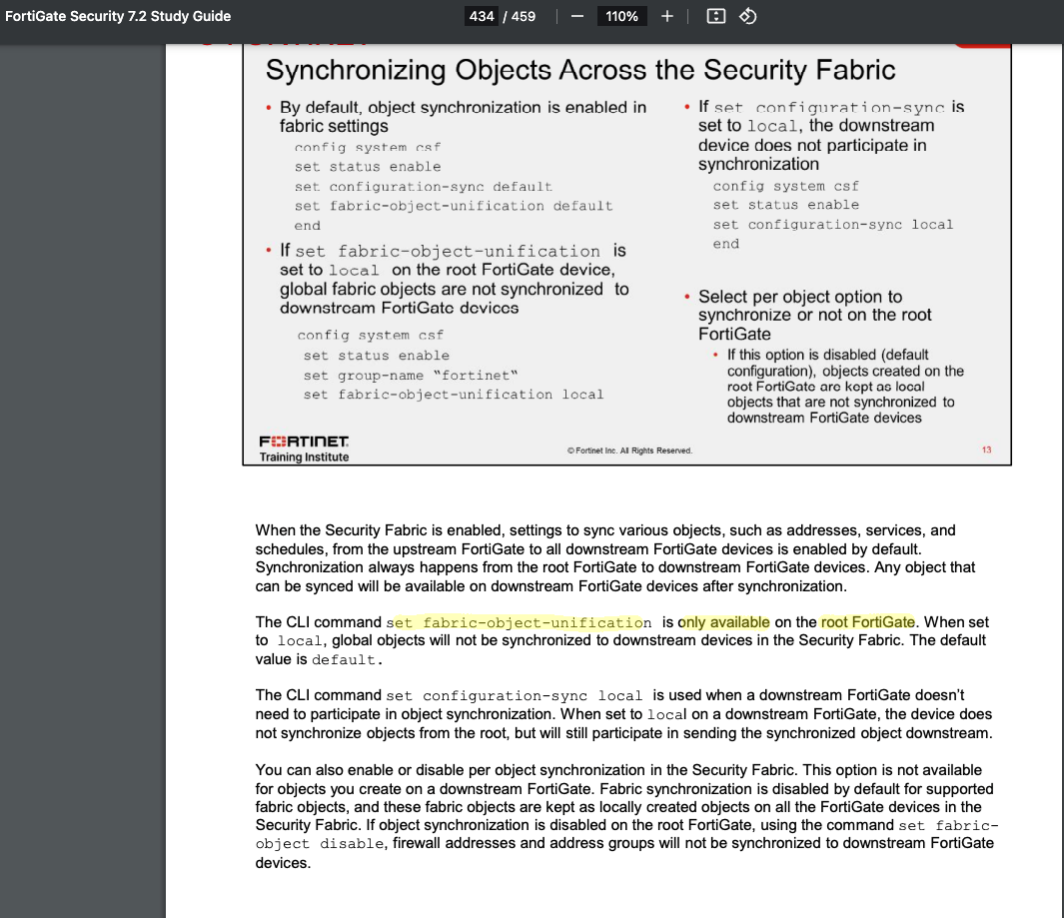 FortiGate Security 7.2 Study Guide
434 / 459 − 110% +
Synchronizing Objects Across the Security Fabric
• By default, object synchronization is enabled in
fabric settings
config system csf
set status enable
set configuration-sync default
set fabric-object-unification default
end
• If set fabric-object-unification is
set to local on the root FortiGate device,
global fabric objects are not synchronized to
downstream FortiGate devices
config system csf
set status enable
set group-name "fortinet"
set fabric-object-unification local
• If set configuration-sync is
set to local, the downstream
device does not participate in
synchronization
config system csf
set status enable
set configuration-sync local
end
• Select per object option to
synchronize or not on the root
FortiGate
• If this option is disabled (default
configuration), objects created on the
root FortiGate are kept as local
objects that are not synchronized to
downstream FortiGate devices
FORTINET
Training Institute
© Fortinet Inc. All Rights Reserved.
13
When the Security Fabric is enabled, settings to sync various objects, such as addresses, services, and
schedules, from the upstream FortiGate to all downstream FortiGate devices is enabled by default.
Synchronization always happens from the root FortiGate to downstream FortiGate devices. Any object that
can be synced will be available on downstream FortiGate devices after synchronization.
The CLI command set fabric-object-unification is only available on the root FortiGate. When set
to local, global objects will not be synchronized to downstream devices in the Security Fabric. The default
value is default.
The CLI command set configuration-sync local is used when a downstream FortiGate doesn't
need to participate in object synchronization. When set to local on a downstream FortiGate, the device does
not synchronize objects from the root, but will still participate in sending the synchronized object downstream.
You can also enable or disable per object synchronization in the Security Fabric. This option is not available
for objects you create on a downstream FortiGate. Fabric synchronization is disabled by default for supported
fabric objects, and these fabric objects are kept as locally created objects on all the FortiGate devices in the
Security Fabric. If object synchronization is disabled on the root FortiGate, using the command set fabric-
object disable, firewall addresses and address groups will not be synchronized to downstream FortiGate
devices.